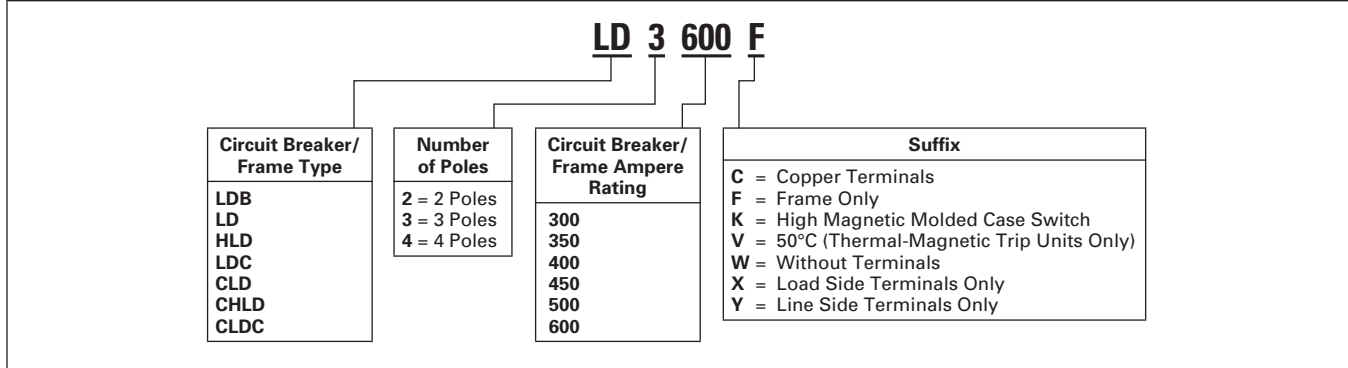 LD 3 600 F
Circuit Breaker/
Frame Type
LDB
LD
HLD
LDC
CLD
CHLD
CLDC
Number
of Poles
2 = 2 Poles
3 = 3 Poles
4 = 4 Poles
Circuit Breaker/
Frame Ampere
Rating
300
350
400
450
500
600
Suffix
C = Copper Terminals
F = Frame Only
K = High Magnetic Molded Case Switch
V = 50°C (Thermal-Magnetic Trip Units Only)
W = Without Terminals
X = Load Side Terminals Only
Y = Line Side Terminals Only